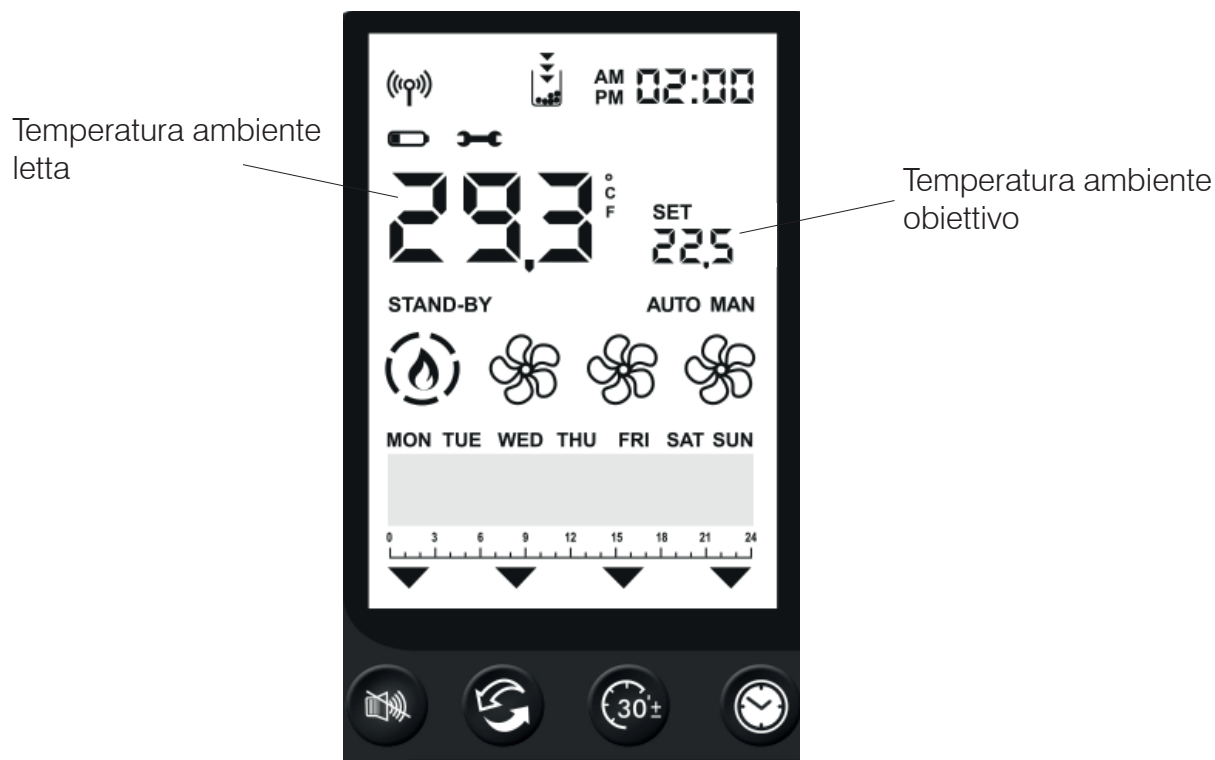 AM
PM 02:00
Temperatura ambiente
letta
29,3 °
C
F
Temperatura ambiente
obiettivo
SET
22,5
STAND-BY AUTO MAN
MON TUE WED THU FRI SAT SUN
0 3 6 9 12 15 18 21 24
30'±